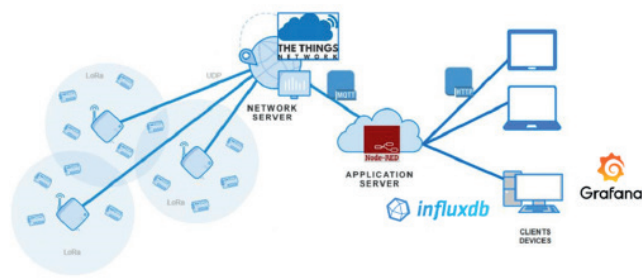 LoRa
UDP
THE THINGS
NETWORK
NETWORK
SERVER
MQTT
HTTP
LoRa
LoRa
Node-RED
APPLICATION
SERVER
influxdb
Grafana
CLIENTS
DEVICES